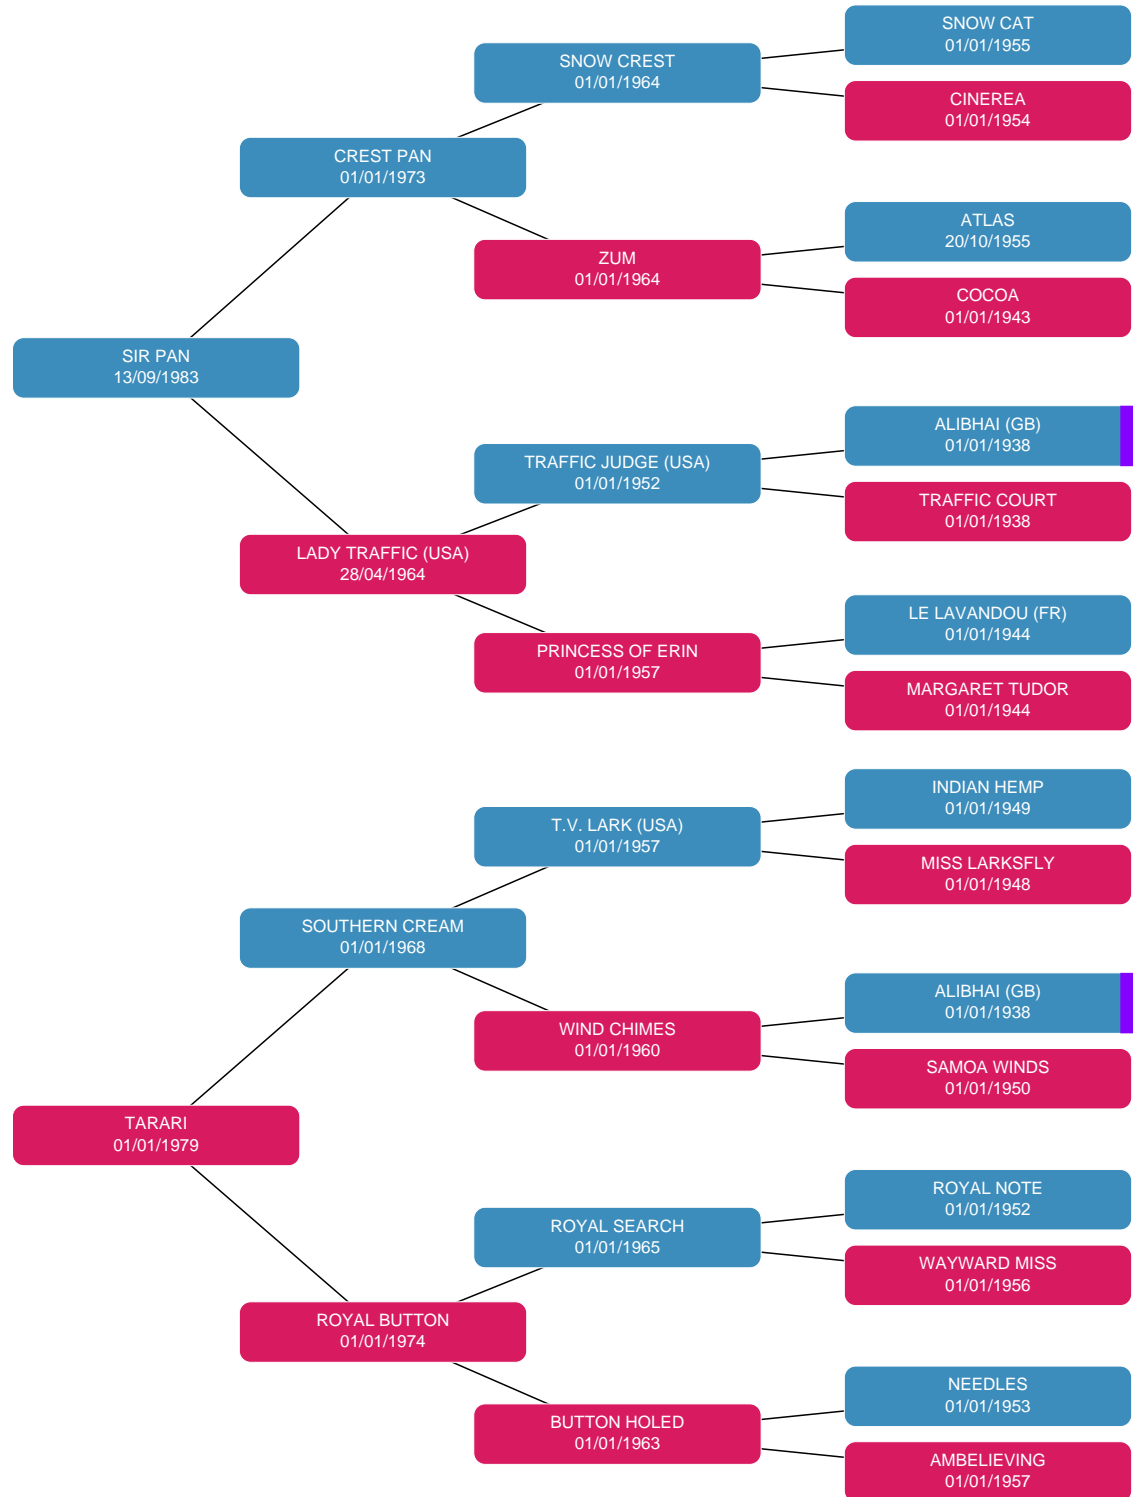 SNOW CAT
01/01/1955
SNOW CREST
01/01/1964
CINEREA
01/01/1954
CREST PAN
01/01/1973
ATLAS
20/10/1955
ZUM
01/01/1964
COCOA
01/01/1943
SIR PAN
13/09/1983
ALIBHAI (GB)
01/01/1938
TRAFFIC JUDGE (USA)
01/01/1952
TRAFFIC COURT
01/01/1938
LADY TRAFFIC (USA)
28/04/1964
LE LAVANDOU (FR)
01/01/1944
PRINCESS OF ERIN
01/01/1957
MARGARET TUDOR
01/01/1944
INDIAN HEMP
01/01/1949
T.V. LARK (USA)
01/01/1957
MISS LARKSFLY
01/01/1948
SOUTHERN CREAM
01/01/1968
ALIBHAI (GB)
01/01/1938
WIND CHIMES
01/01/1960
SAMOA WINDS
01/01/1950
TARARI
01/01/1979
ROYAL NOTE
01/01/1952
ROYAL SEARCH
01/01/1965
WAYWARD MISS
01/01/1956
ROYAL BUTTON
01/01/1974
NEEDLES
01/01/1953
BUTTON HOLED
01/01/1963
AMBELIEVING
01/01/1957